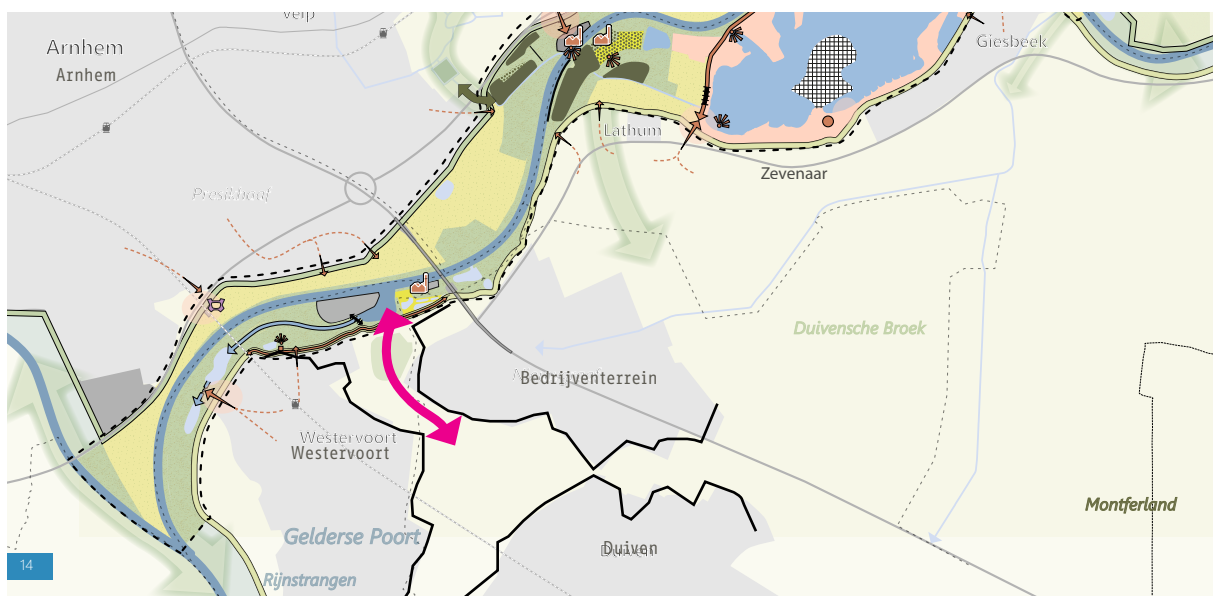 Velp
Arnhem
Arnhem
Giesbeek
Lathum
Zevenaar
Presikhaaf
Duivensche Broek
Bedrijventerrein
Westervoort
Westervoort
Montferland
Gelderse Poort
Duiven
Duiven
14
Rijnstrangen